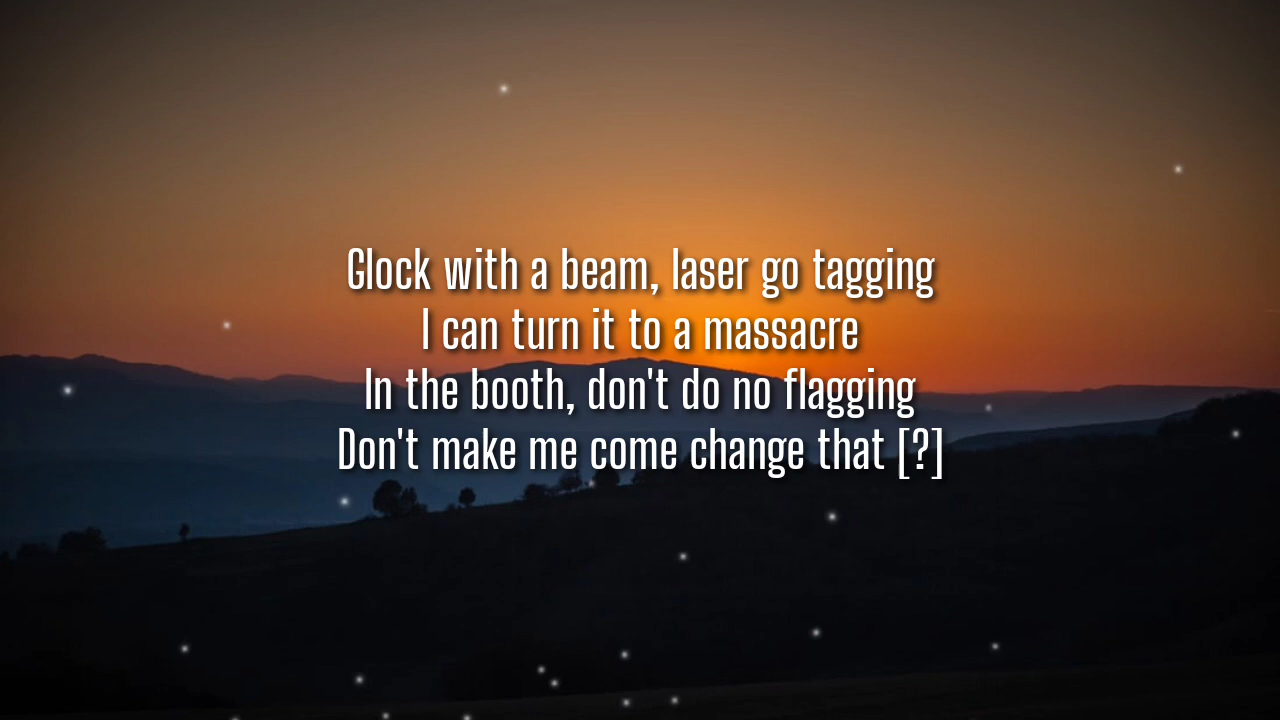 Glock with a beam, laser go tagging
I can turn it to a massacre
In the booth, don't do no flagging
Don't make me come change that [?]